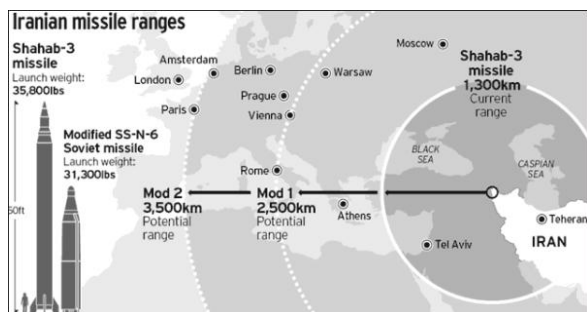 Iranian missile ranges
Shahab-3
missile
Launch weight:
35,800lbs
Modified SS-N-6
Soviet missile
Launch weight:
31,300lbs
Amsterdam
London
Paris
Berlin
Prague
Vienna
Rome
Warsaw
Moscow
Shahab-3
missile
1,300km
Current
range
BLACK
SEA
CASPIAN
SEA
Mod 2
3,500km
Potential
range
Mod 1
2,500km
Potential
range
Athens
Tel Aviv
Teheran
IRAN